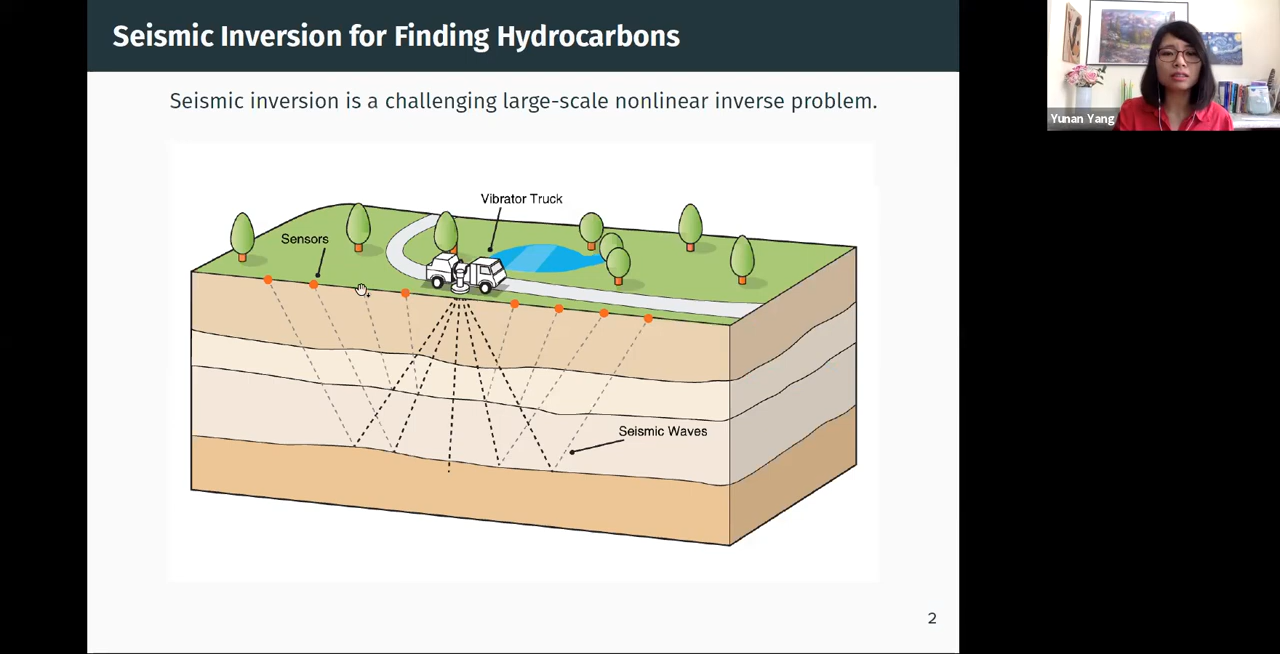 Seismic Inversion for Finding Hydrocarbons
Yunan Yang
Seismic inversion is a challenging large-scale nonlinear inverse problem.
Vibrator Truck
Sensors
Seismic Waves
2